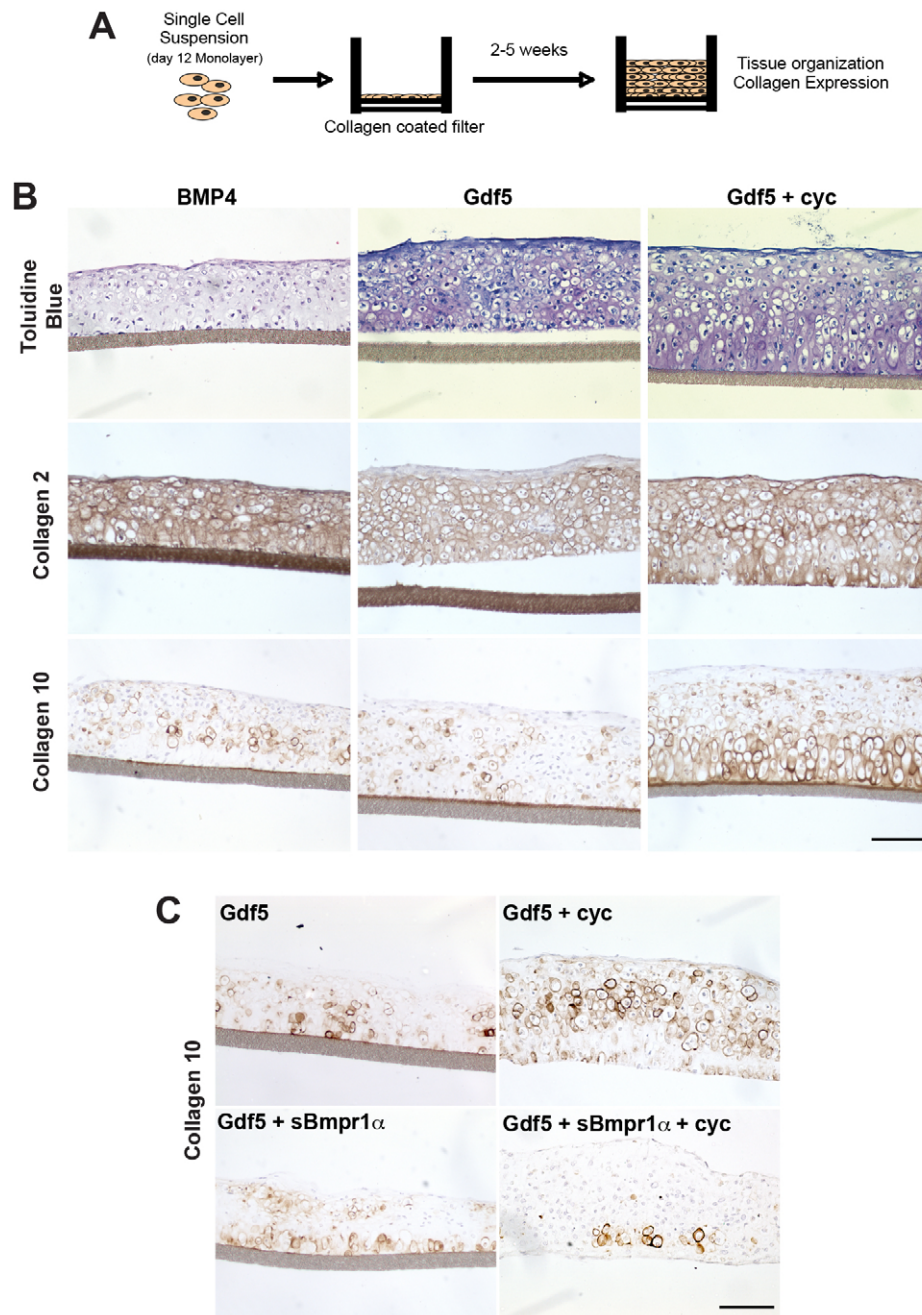 A
Single Cell
Suspension
(day 12 Monolayer)
2-5 weeks
Collagen coated filter
Tissue organization
Collagen Expression
B
BMP4
Gdf5
Gdf5 + cyc
Toluidine
Blue
Collagen 2
Collagen 10
C
Collagen 10
Gdf5
Gdf5 + cyc
Gdf5 + sBmpr1α
Gdf5 + sBmpr1α + cyc